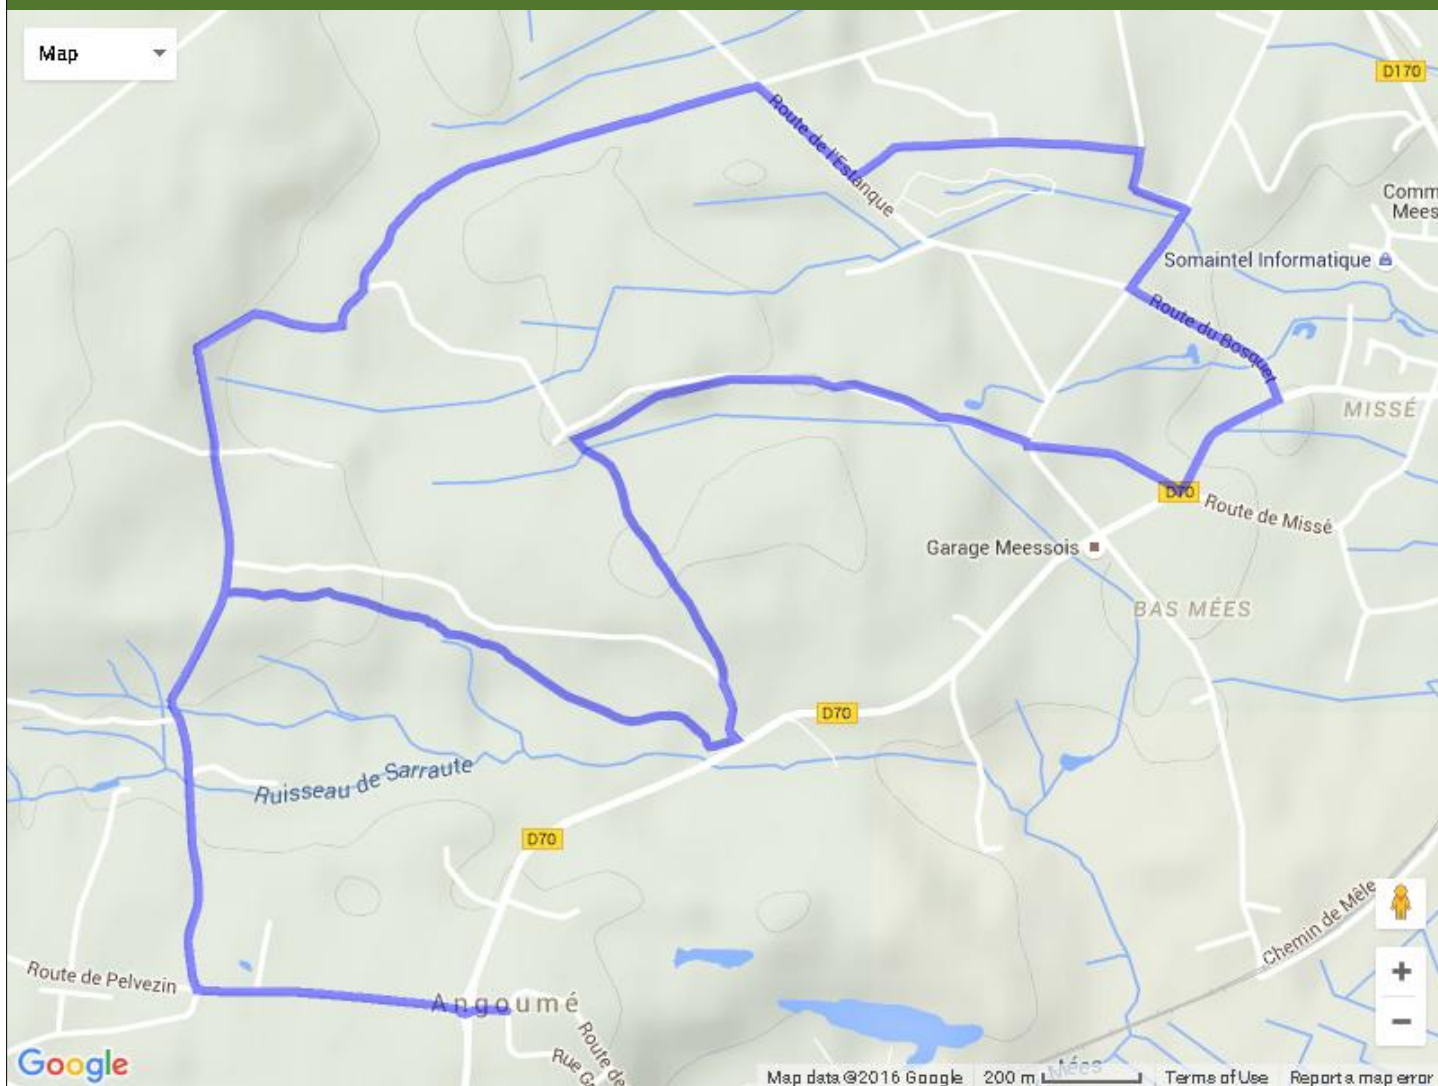 Map
D170
Route de l'Estanque
Comm
Mees
Somaintel Informatique
Route du Bosquet
MISSÉ
D70
Route de Missé
Garage Meessois
BAS MÉES
D70
Ruisseau de Sarraute
D70
Chemin de Mêle
Route de Pelvezin
Angoumé
Route de
Rue G
Mées
Google
Map data ©2016 Google 200 m Terms of Use Report a map error